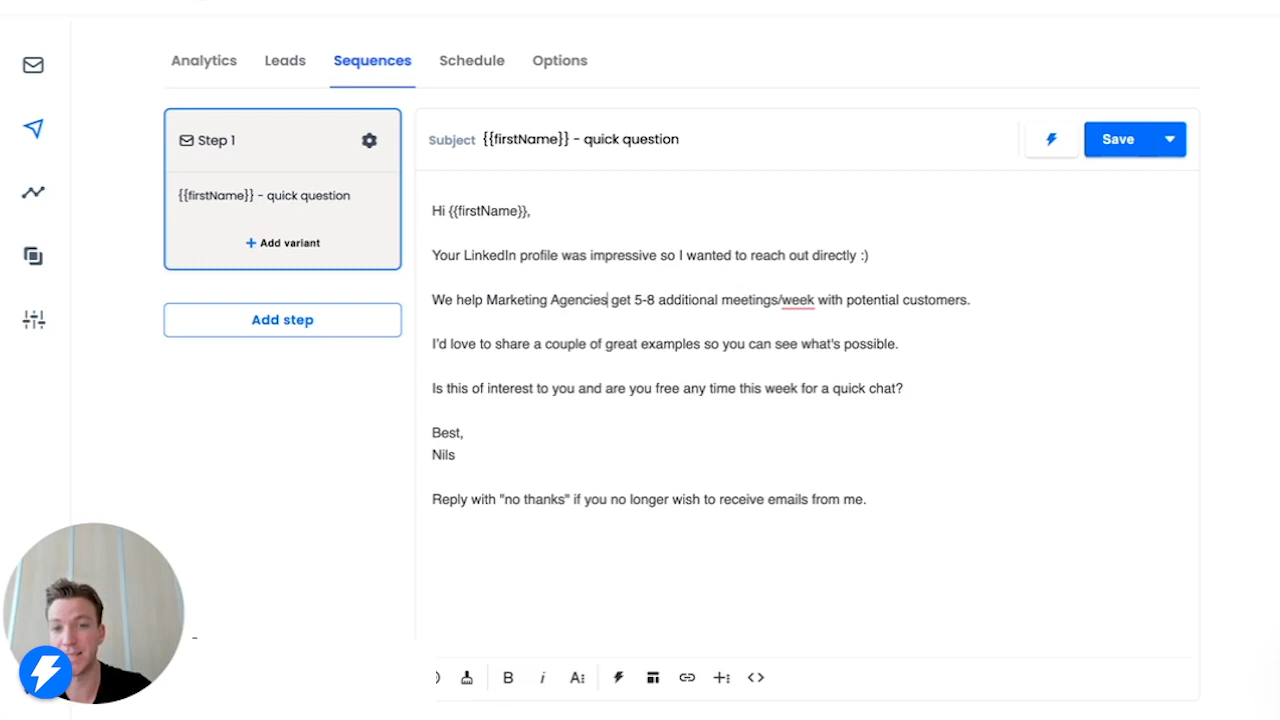 Analytics Leads Sequences Schedule Options
Step 1
{{firstName}} - quick question
+ Add variant
Add step
Subject {{firstName}} - quick question
Save
Hi {{firstName}},
Your LinkedIn profile was impressive so I wanted to reach out directly :)
We help Marketing Agencies get 5-8 additional meetings/week with potential customers.
I'd love to share a couple of great examples so you can see what's possible.
Is this of interest to you and are you free any time this week for a quick chat?
Best,
Nils
Reply with "no thanks" if you no longer wish to receive emails from me.